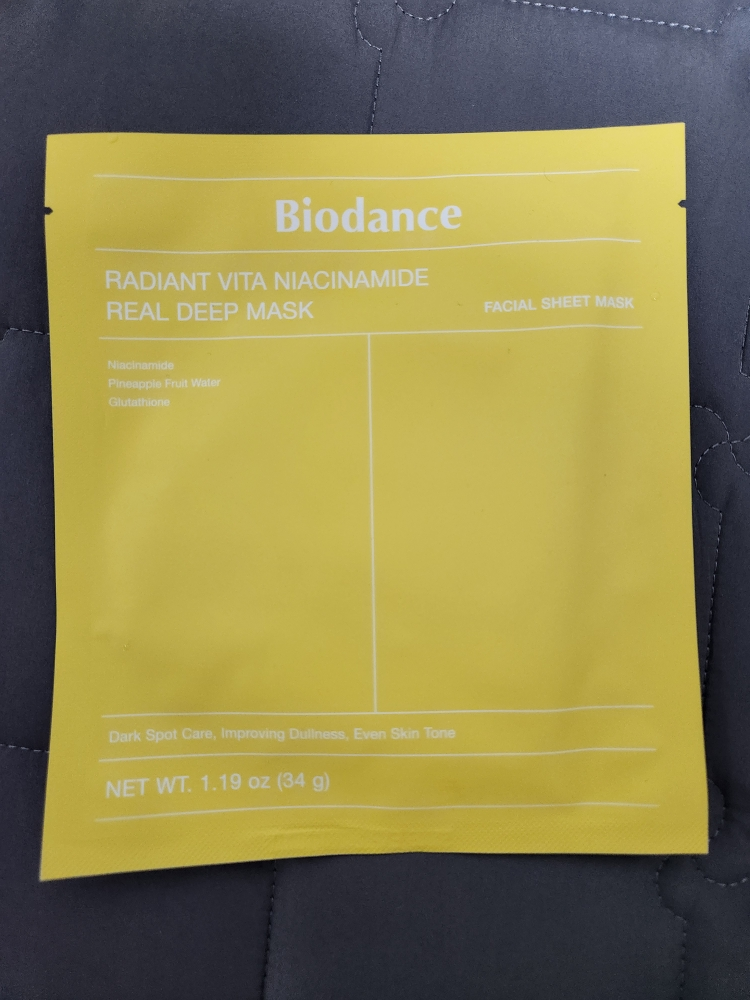 Biodance
RADIANT VITA NIACINAMIDE
REAL DEEP MASK
FACIAL SHEET MASK
Niacinamide
Pineapple Fruit Water
Glutathione
Dark Spot Care, Improving Dullness, Even Skin Tone
NET WT. 1.19 oz (34 g)